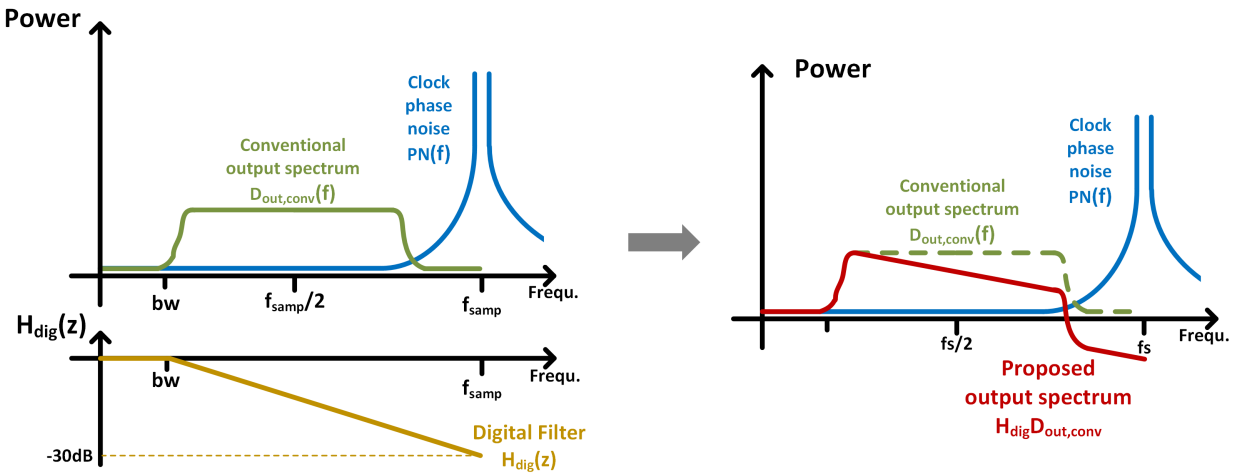 Power
Clock
phase
noise
PN(f)
Conventional
output spectrum
Dout,conv(f)
bw
fsamp/2
fsamp
Frequ.
Hdig(z)
bw
fsamp
Frequ.
-30dB
Digital Filter
Hdig(z)
Power
Clock
phase
noise
PN(f)
Conventional
output spectrum
Dout,conv(f)
fs/2
fs
Frequ.
Proposed
output spectrum
HdigDout,conv